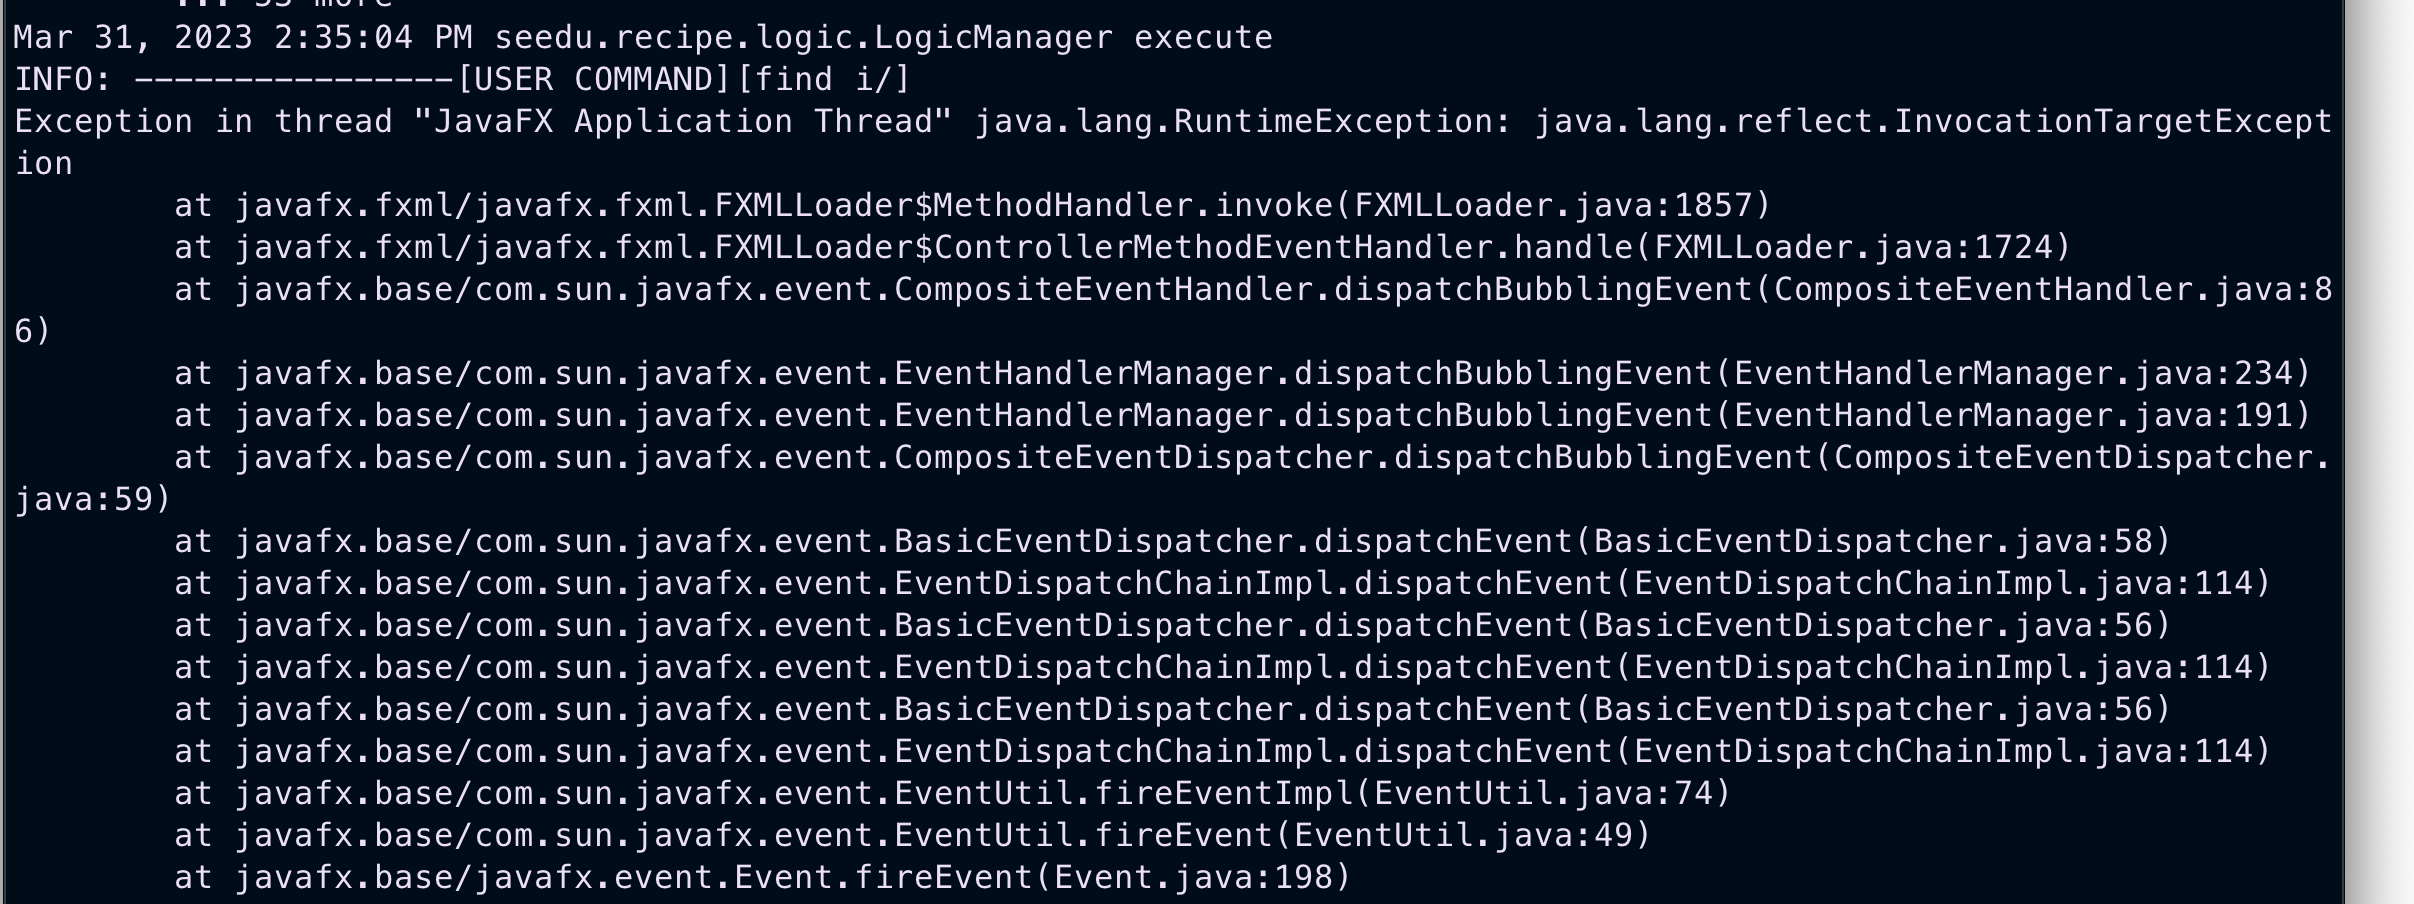 ... 53 more
Mar 31, 2023 2:35:04 PM seedu.recipe.logic.LogicManager execute
INFO: ----------------[USER COMMAND][find i/]
Exception in thread "JavaFX Application Thread" java.lang.RuntimeException: java.lang.reflect.InvocationTargetExcept
ion
at javafx.fxml/javafx.fxml.FXMLLoader$MethodHandler.invoke(FXMLLoader.java:1857)
at javafx.fxml/javafx.fxml.FXMLLoader$ControllerMethodEventHandler.handle(FXMLLoader.java:1724)
at javafx.base/com.sun.javafx.event.CompositeEventHandler.dispatchBubblingEvent(CompositeEventHandler.java:8
6)
at javafx.base/com.sun.javafx.event.EventHandlerManager.dispatchBubblingEvent(EventHandlerManager.java:234)
at javafx.base/com.sun.javafx.event.EventHandlerManager.dispatchBubblingEvent(EventHandlerManager.java:191)
at javafx.base/com.sun.javafx.event.CompositeEventDispatcher.dispatchBubblingEvent(CompositeEventDispatcher.
java:59)
at javafx.base/com.sun.javafx.event.BasicEventDispatcher.dispatchEvent(BasicEventDispatcher.java:58)
at javafx.base/com.sun.javafx.event.EventDispatchChainImpl.dispatchEvent(EventDispatchChainImpl.java:114)
at javafx.base/com.sun.javafx.event.BasicEventDispatcher.dispatchEvent(BasicEventDispatcher.java:56)
at javafx.base/com.sun.javafx.event.EventDispatchChainImpl.dispatchEvent(EventDispatchChainImpl.java:114)
at javafx.base/com.sun.javafx.event.BasicEventDispatcher.dispatchEvent(BasicEventDispatcher.java:56)
at javafx.base/com.sun.javafx.event.EventDispatchChainImpl.dispatchEvent(EventDispatchChainImpl.java:114)
at javafx.base/com.sun.javafx.event.EventUtil.fireEventImpl(EventUtil.java:74)
at javafx.base/com.sun.javafx.event.EventUtil.fireEvent(EventUtil.java:49)
at javafx.base/javafx.event.Event.fireEvent(Event.java:198)